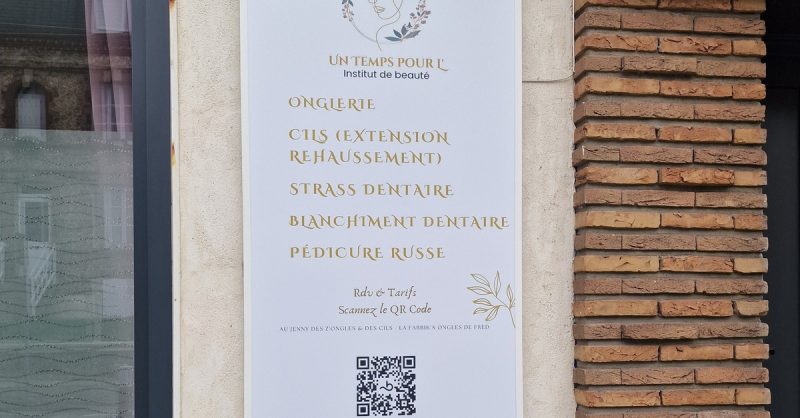 UN TEMPS POUR L'
Institut de beauté
ONGLERIE
CILS (EXTENSION
REHAUSSEMENT)
STRASS DENTAIRE
BLANCHIMENT DENTAIRE
PÉDICURE RUSSE
Rdv & Tarifs
Scannez le QR Code
AU JENNY DES Z'ONGLES & DES CILS - LA FABRIK'S ONGLES DE FRED